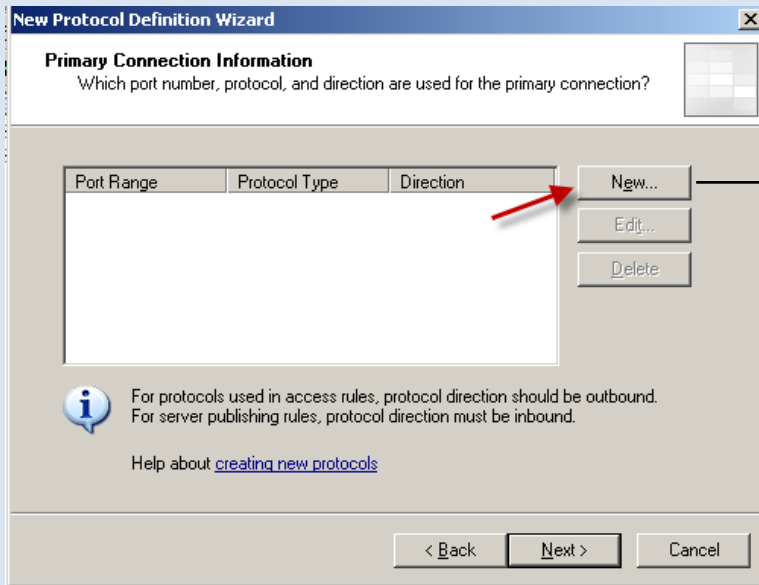 New Protocol Definition Wizard
Primary Connection Information
Which port number, protocol, and direction are used for the primary connection?
Port Range Protocol Type Direction
New...
Edit...
Delete
For protocols used in access rules, protocol direction should be outbound.
For server publishing rules, protocol direction must be inbound.
Help about creating new protocols
< Back Next > Cancel